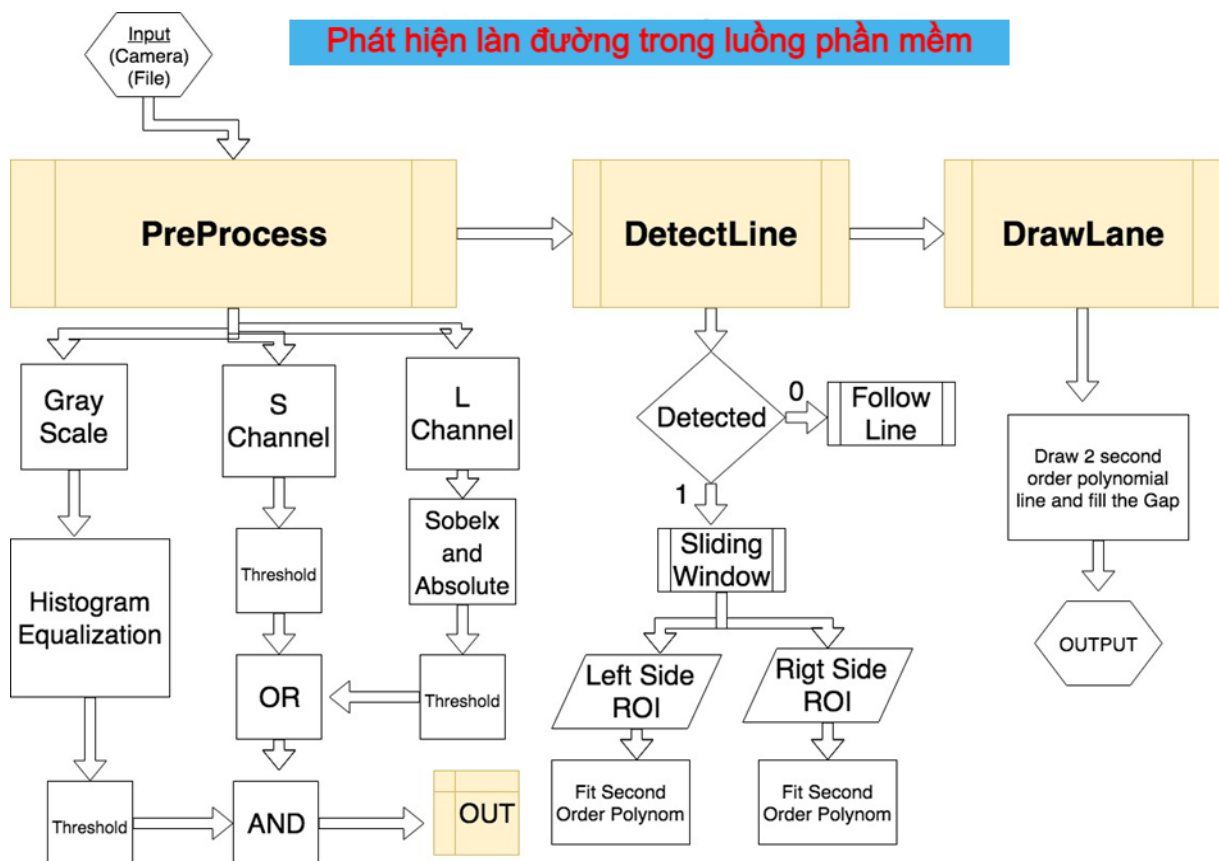 Input
(Camera)
(File)
Phát hiện làn đường trong luồng phần mềm
PreProcess
DetectLine
DrawLane
Gray
Scale
S
Channel
L
Channel
Detected
0
Follow
Line
1
Draw 2 second
order polynomial
line and fill the Gap
Histogram
Equalization
Threshold
Sobelx
and
Absolute
Sliding
Window
OR
Threshold
Left Side
ROI
Rigt Side
ROI
OUTPUT
Threshold
AND
OUT
Fit Second
Order Polynom
Fit Second
Order Polynom